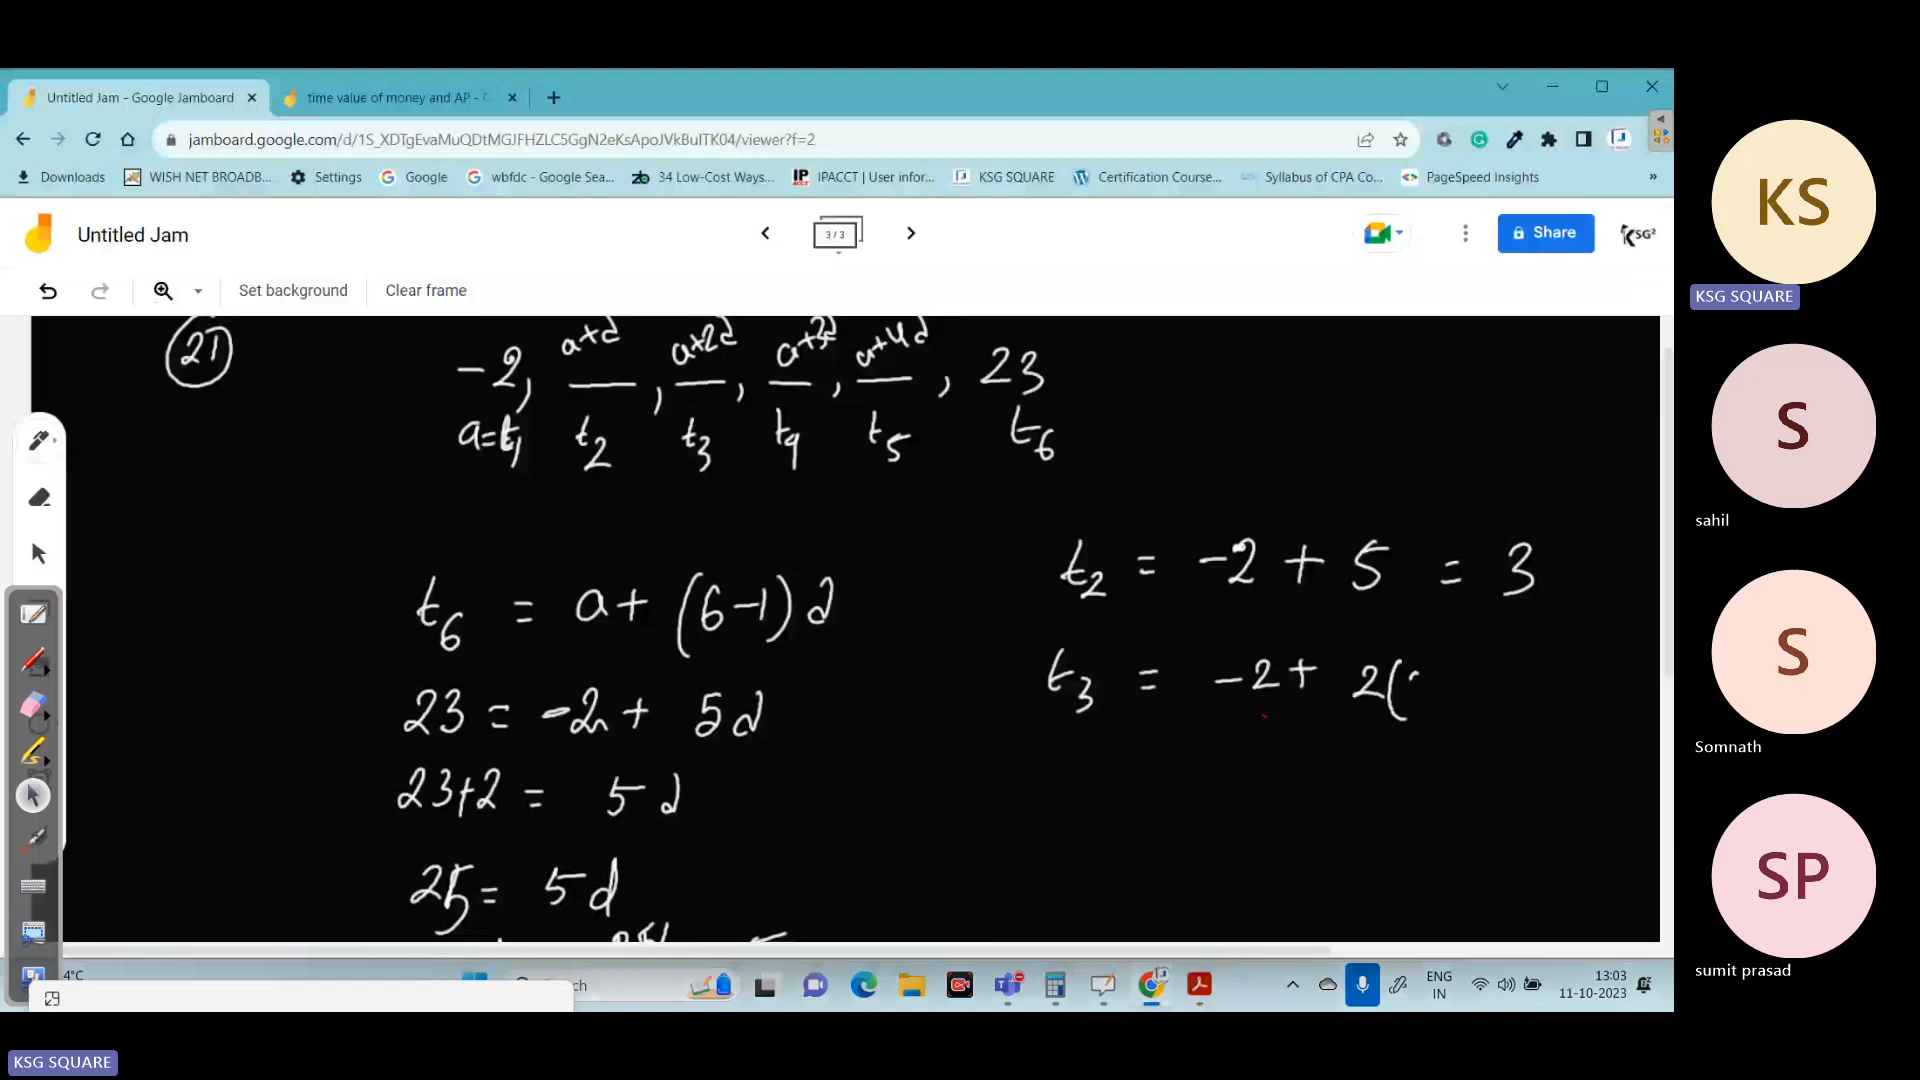 Untitled Jam - Google Jamboard
time value of money and AP - G
jamboard.google.com/d/1S_XDTgEvaMuQDtMGJFHZLC5GgN2eKsApoJVkBuITK04/viewer?f=2
Downloads WISH NET BROADB... Settings Google wbfdc - Google Sea... 34 Low-Cost Ways... IPACCT | User infor... KSG SQUARE Certification Course... Syllabus of CPA Co... PageSpeed Insights »
Untitled Jam
3 / 3
Share
KSG²
Set background
Clear frame
21
a+d a+2d a+3d a+4d
-2, __, __, __, __, 23
a=t1 t2 t3 t4 t5 t6
t6 = a+ (6-1)d
23 = -2+ 5d
23+2 = 5d
25= 5d
t2 = -2 + 5 = 3
t3 = -2+ 2(
4°C
ENG
IN
13:03
11-10-2023
KS
KSG SQUARE
S
sahil
S
Somnath
SP
sumit prasad
KSG SQUARE